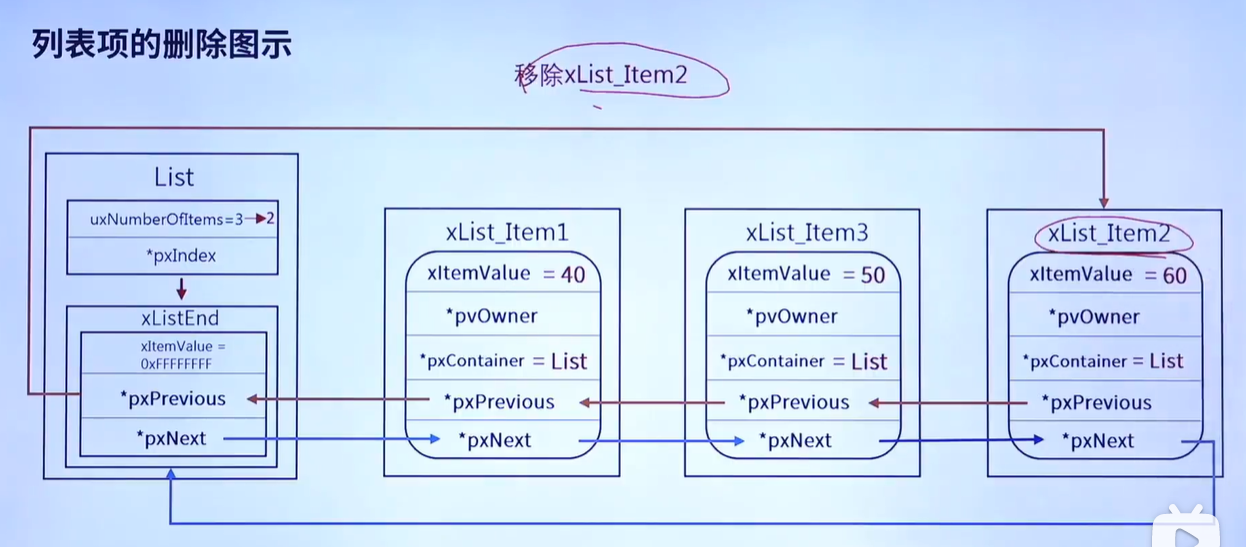 列表项的删除图示
移除xList_Item2
List
uxNumberOfItems=3→2
*pxIndex
xListEnd
xItemValue =
0xFFFFFFFF
*pxPrevious
*pxNext
xList_Item1
xItemValue = 40
*pvOwner
*pxContainer = List
*pxPrevious
*pxNext
xList_Item3
xItemValue = 50
*pvOwner
*pxContainer = List
*pxPrevious
*pxNext
xList_Item2
xItemValue = 60
*pvOwner
*pxContainer = List
*pxPrevious
*pxNext